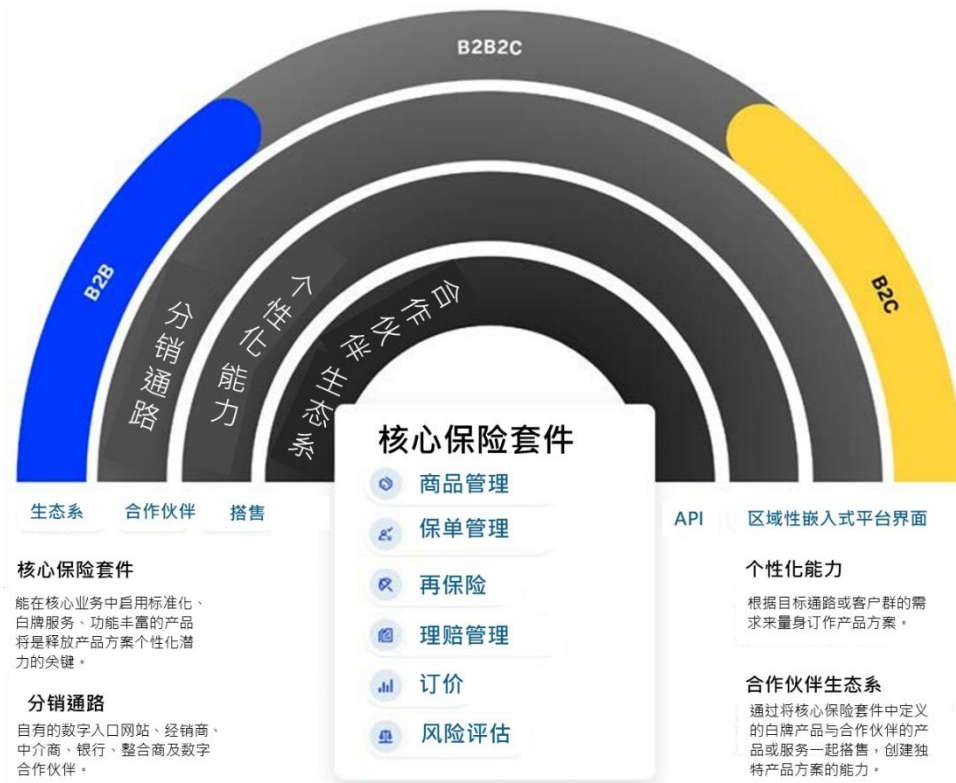 B2B2C
B2B
B2C
分销通路
个性化能力
合作伙伴生态系
核心保险套件
商品管理
保单管理
再保险
理赔管理
订价
风险评估
生态系
合作伙伴
搭售
API
区域性嵌入式平台界面
核心保险套件
能在核心业务中启用标准化、
白牌服务、功能丰富的产品
将是释放产品方案个性化潜
力的关键。
分销通路
自有的数字入口网站、经销商、
中介商、银行、整合商及数字
合作伙伴。
个性化能力
根据目标通路或客户群的需
求来量身订作产品方案。
合作伙伴生态系
通过将核心保险套件中定义
的白牌产品与合作伙伴的产
品或服务一起搭售，创建独
特产品方案的能力。